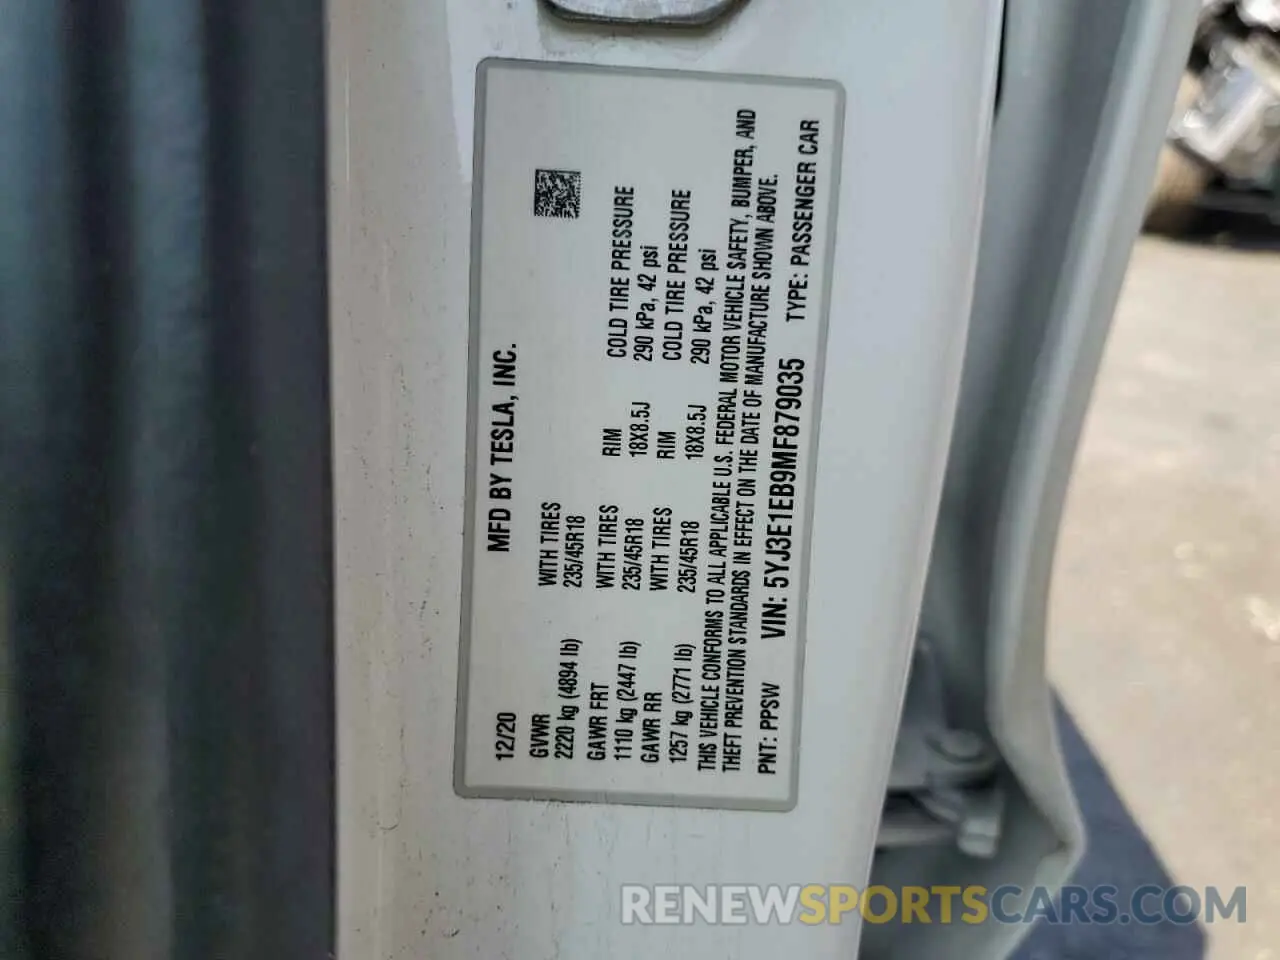 MFD BY TESLA, INC.
12/20
GVWR WITH TIRES
2220 kg (4894 lb) 235/45R18
GAWR FRT WITH TIRES RIM COLD TIRE PRESSURE
1110 kg (2447 lb) 235/45R18 18X8.5J 290 kPa, 42 psi
GAWR RR WITH TIRES RIM COLD TIRE PRESSURE
1257 kg (2771 lb) 235/45R18 18X8.5J 290 kPa, 42 psi
THIS VEHICLE CONFORMS TO ALL APPLICABLE U.S. FEDERAL MOTOR VEHICLE SAFETY, BUMPER, AND
THEFT PREVENTION STANDARDS IN EFFECT ON THE DATE OF MANUFACTURE SHOWN ABOVE.
PNT: PPSW VIN: 5YJ3E1EB9MF879035 TYPE: PASSENGER CAR
RENEWSPORTSCARS.COM